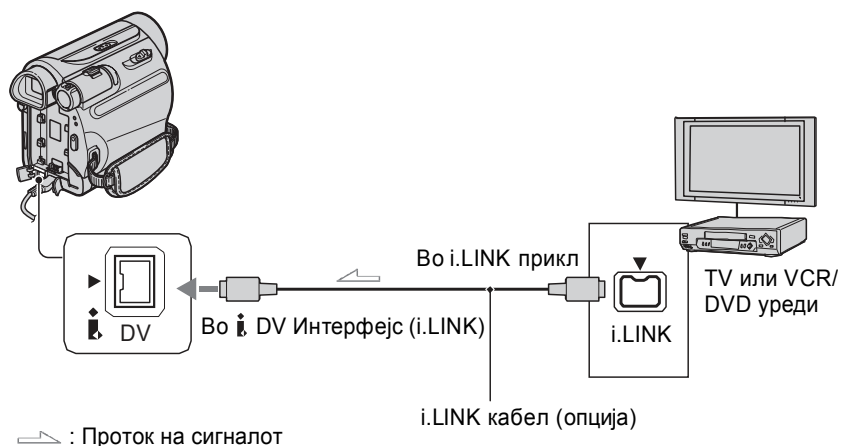 Во i.LINK прикл
TV или VCR/
DVD уреди
DV
Во i DV Интерфејс (i.LINK)
i.LINK
i.LINK кабел (опција)
: Проток на сигналот